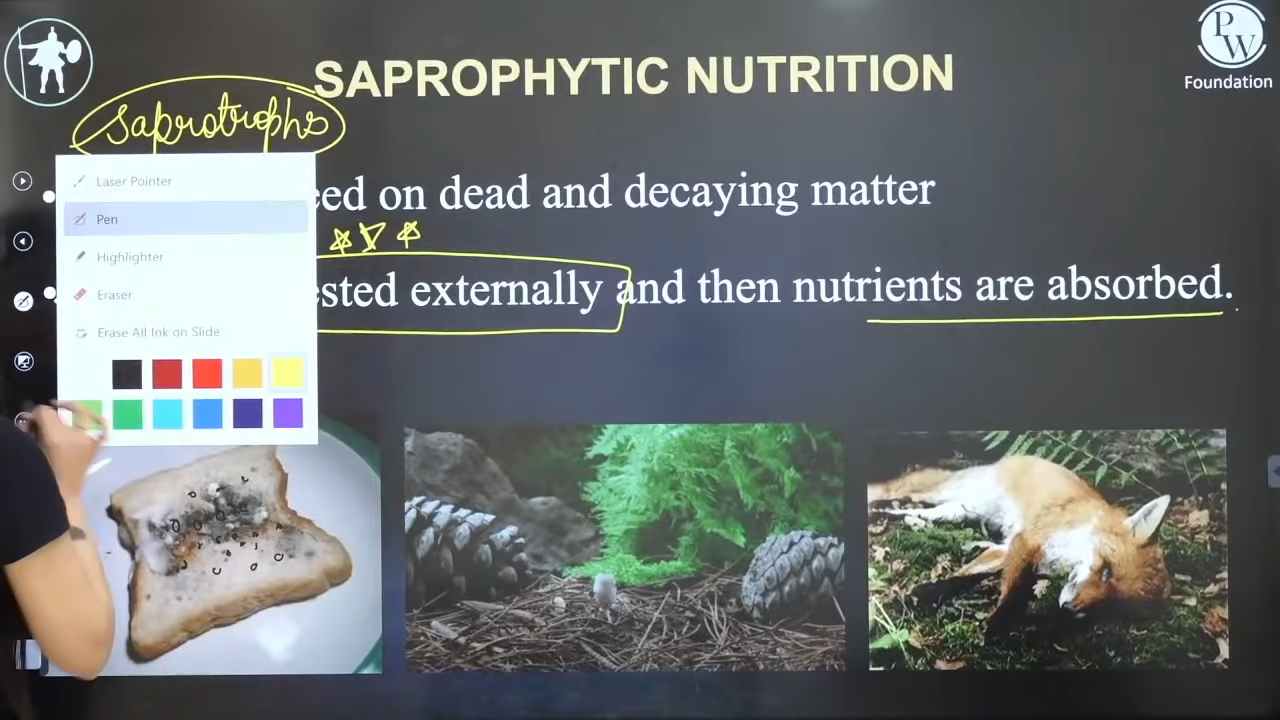 SAPROPHYTIC NUTRITION
PW
Foundation
saprotrophs
Laser Pointer
Pen
Highlighter
Eraser
Erase All Ink on Slide
eed on dead and decaying matter
ested externally and then nutrients are absorbed.